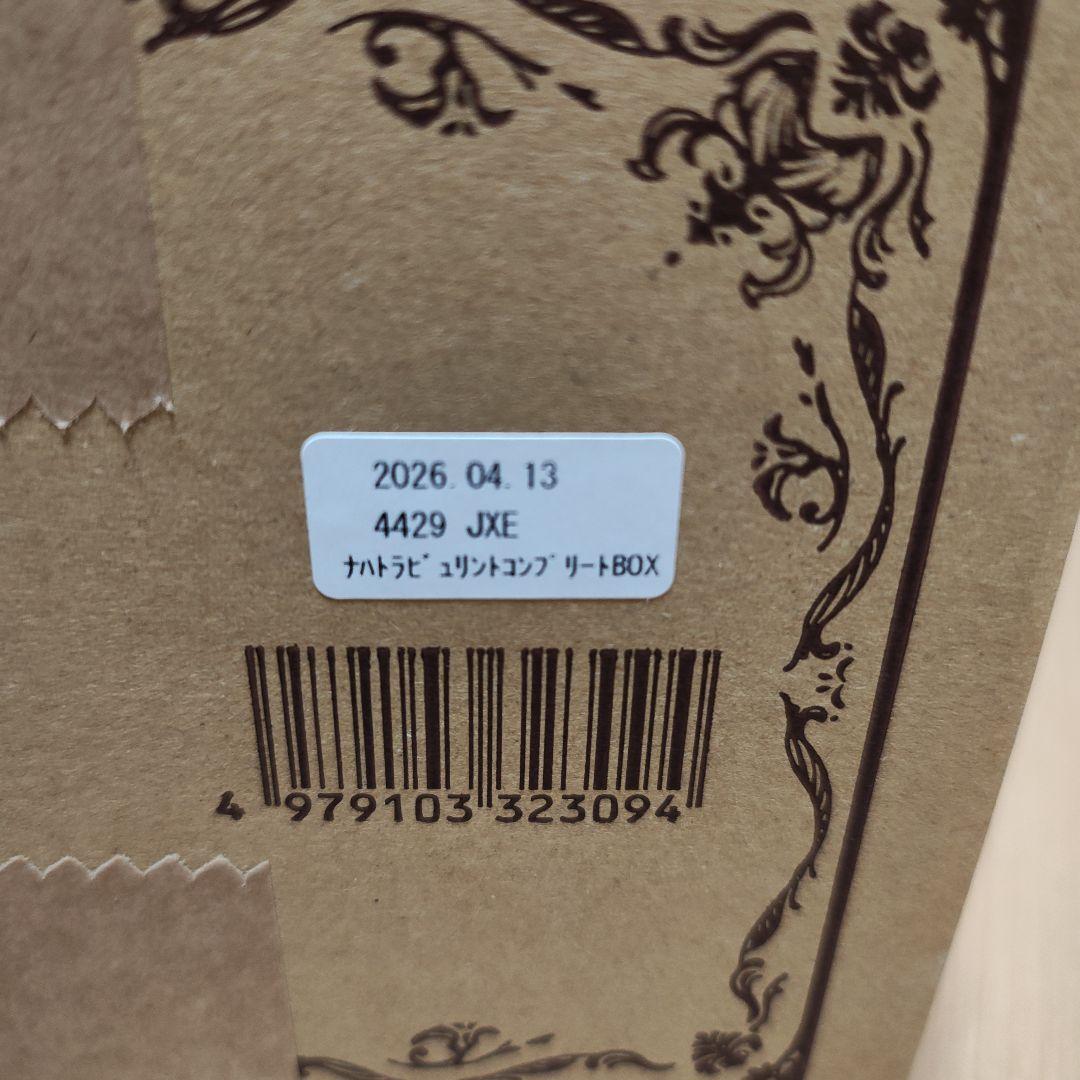 2026. 04. 13
4429 JXE
ﾅﾊﾄﾗﾋﾞｭﾘﾝﾄｺﾝﾌﾟﾘｰﾄBOX
4 979103 323094